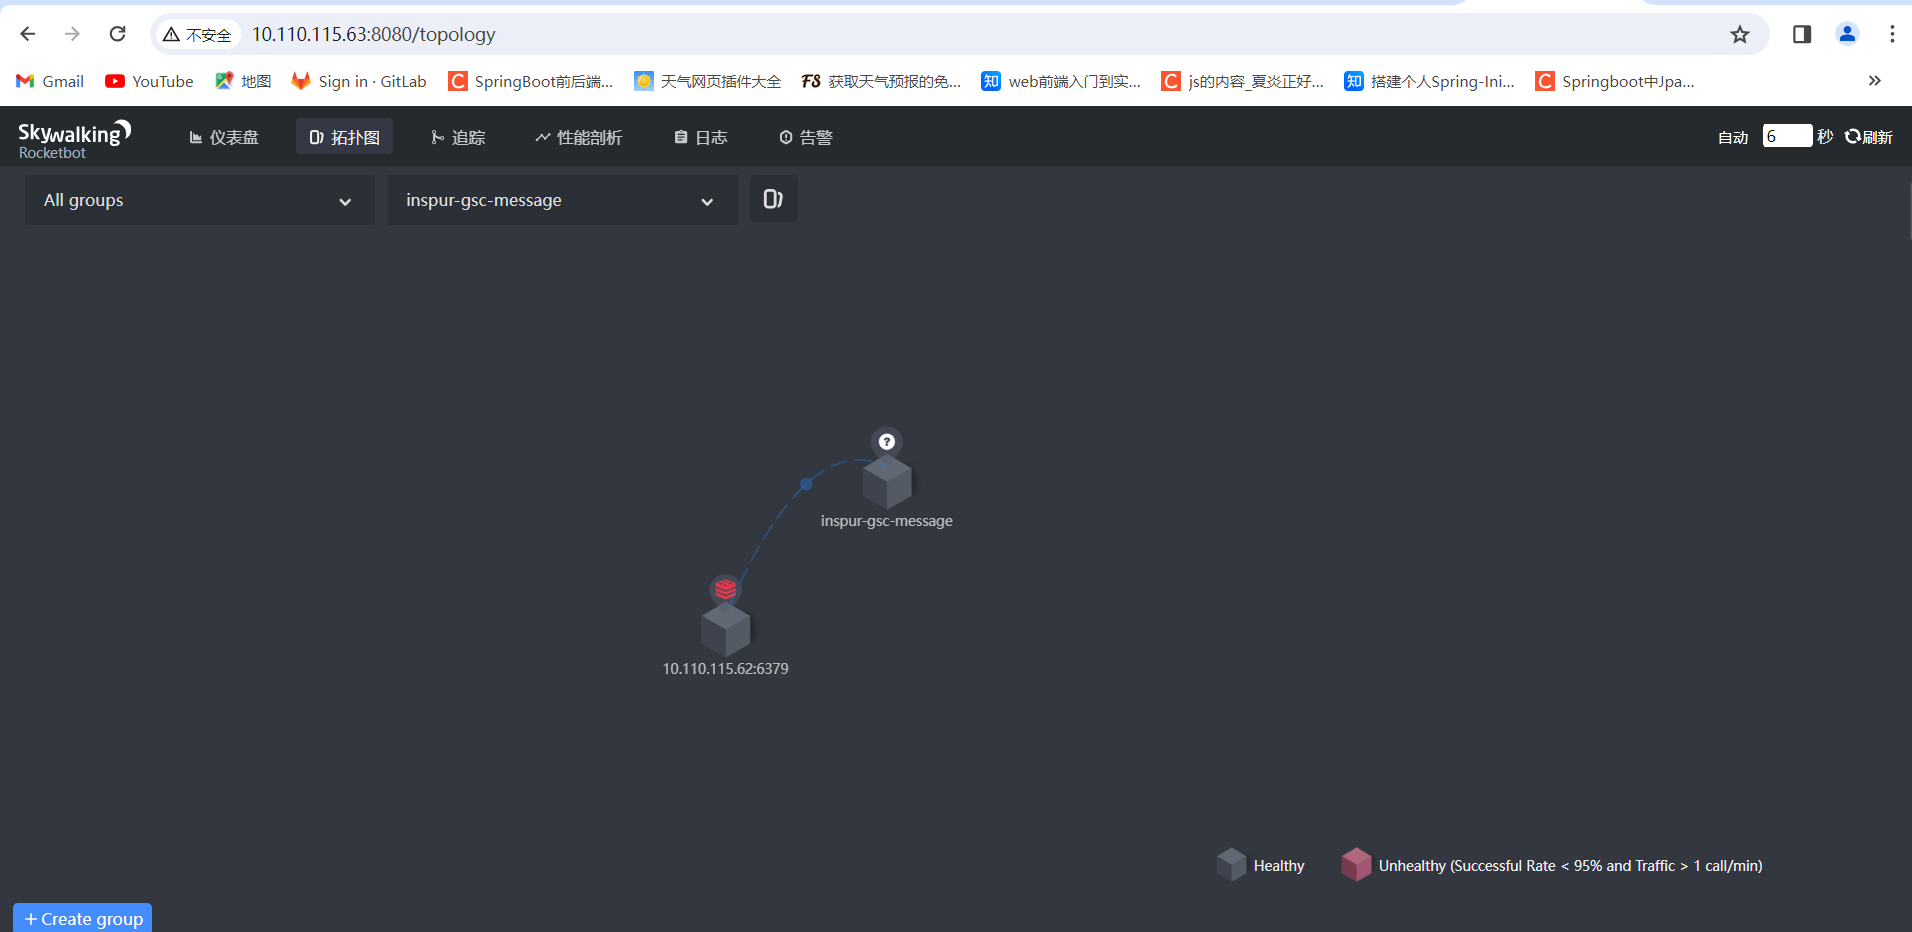 不安全 10.110.115.63:8080/topology
Gmail YouTube 地图 Sign in · GitLab SpringBoot前后端... 天气网页插件大全 获取天气预报的免... web前端入门到实... js的内容_夏炎正好... 搭建个人Spring-Ini... Springboot中Jpa...
Skywalking
Rocketbot
仪表盘 拓扑图 追踪 性能剖析 日志 告警 自动 6 秒 刷新
All groups inspur-gsc-message
?
inspur-gsc-message
10.110.115.62:6379
Healthy Unhealthy (Successful Rate < 95% and Traffic > 1 call/min)
+ Create group